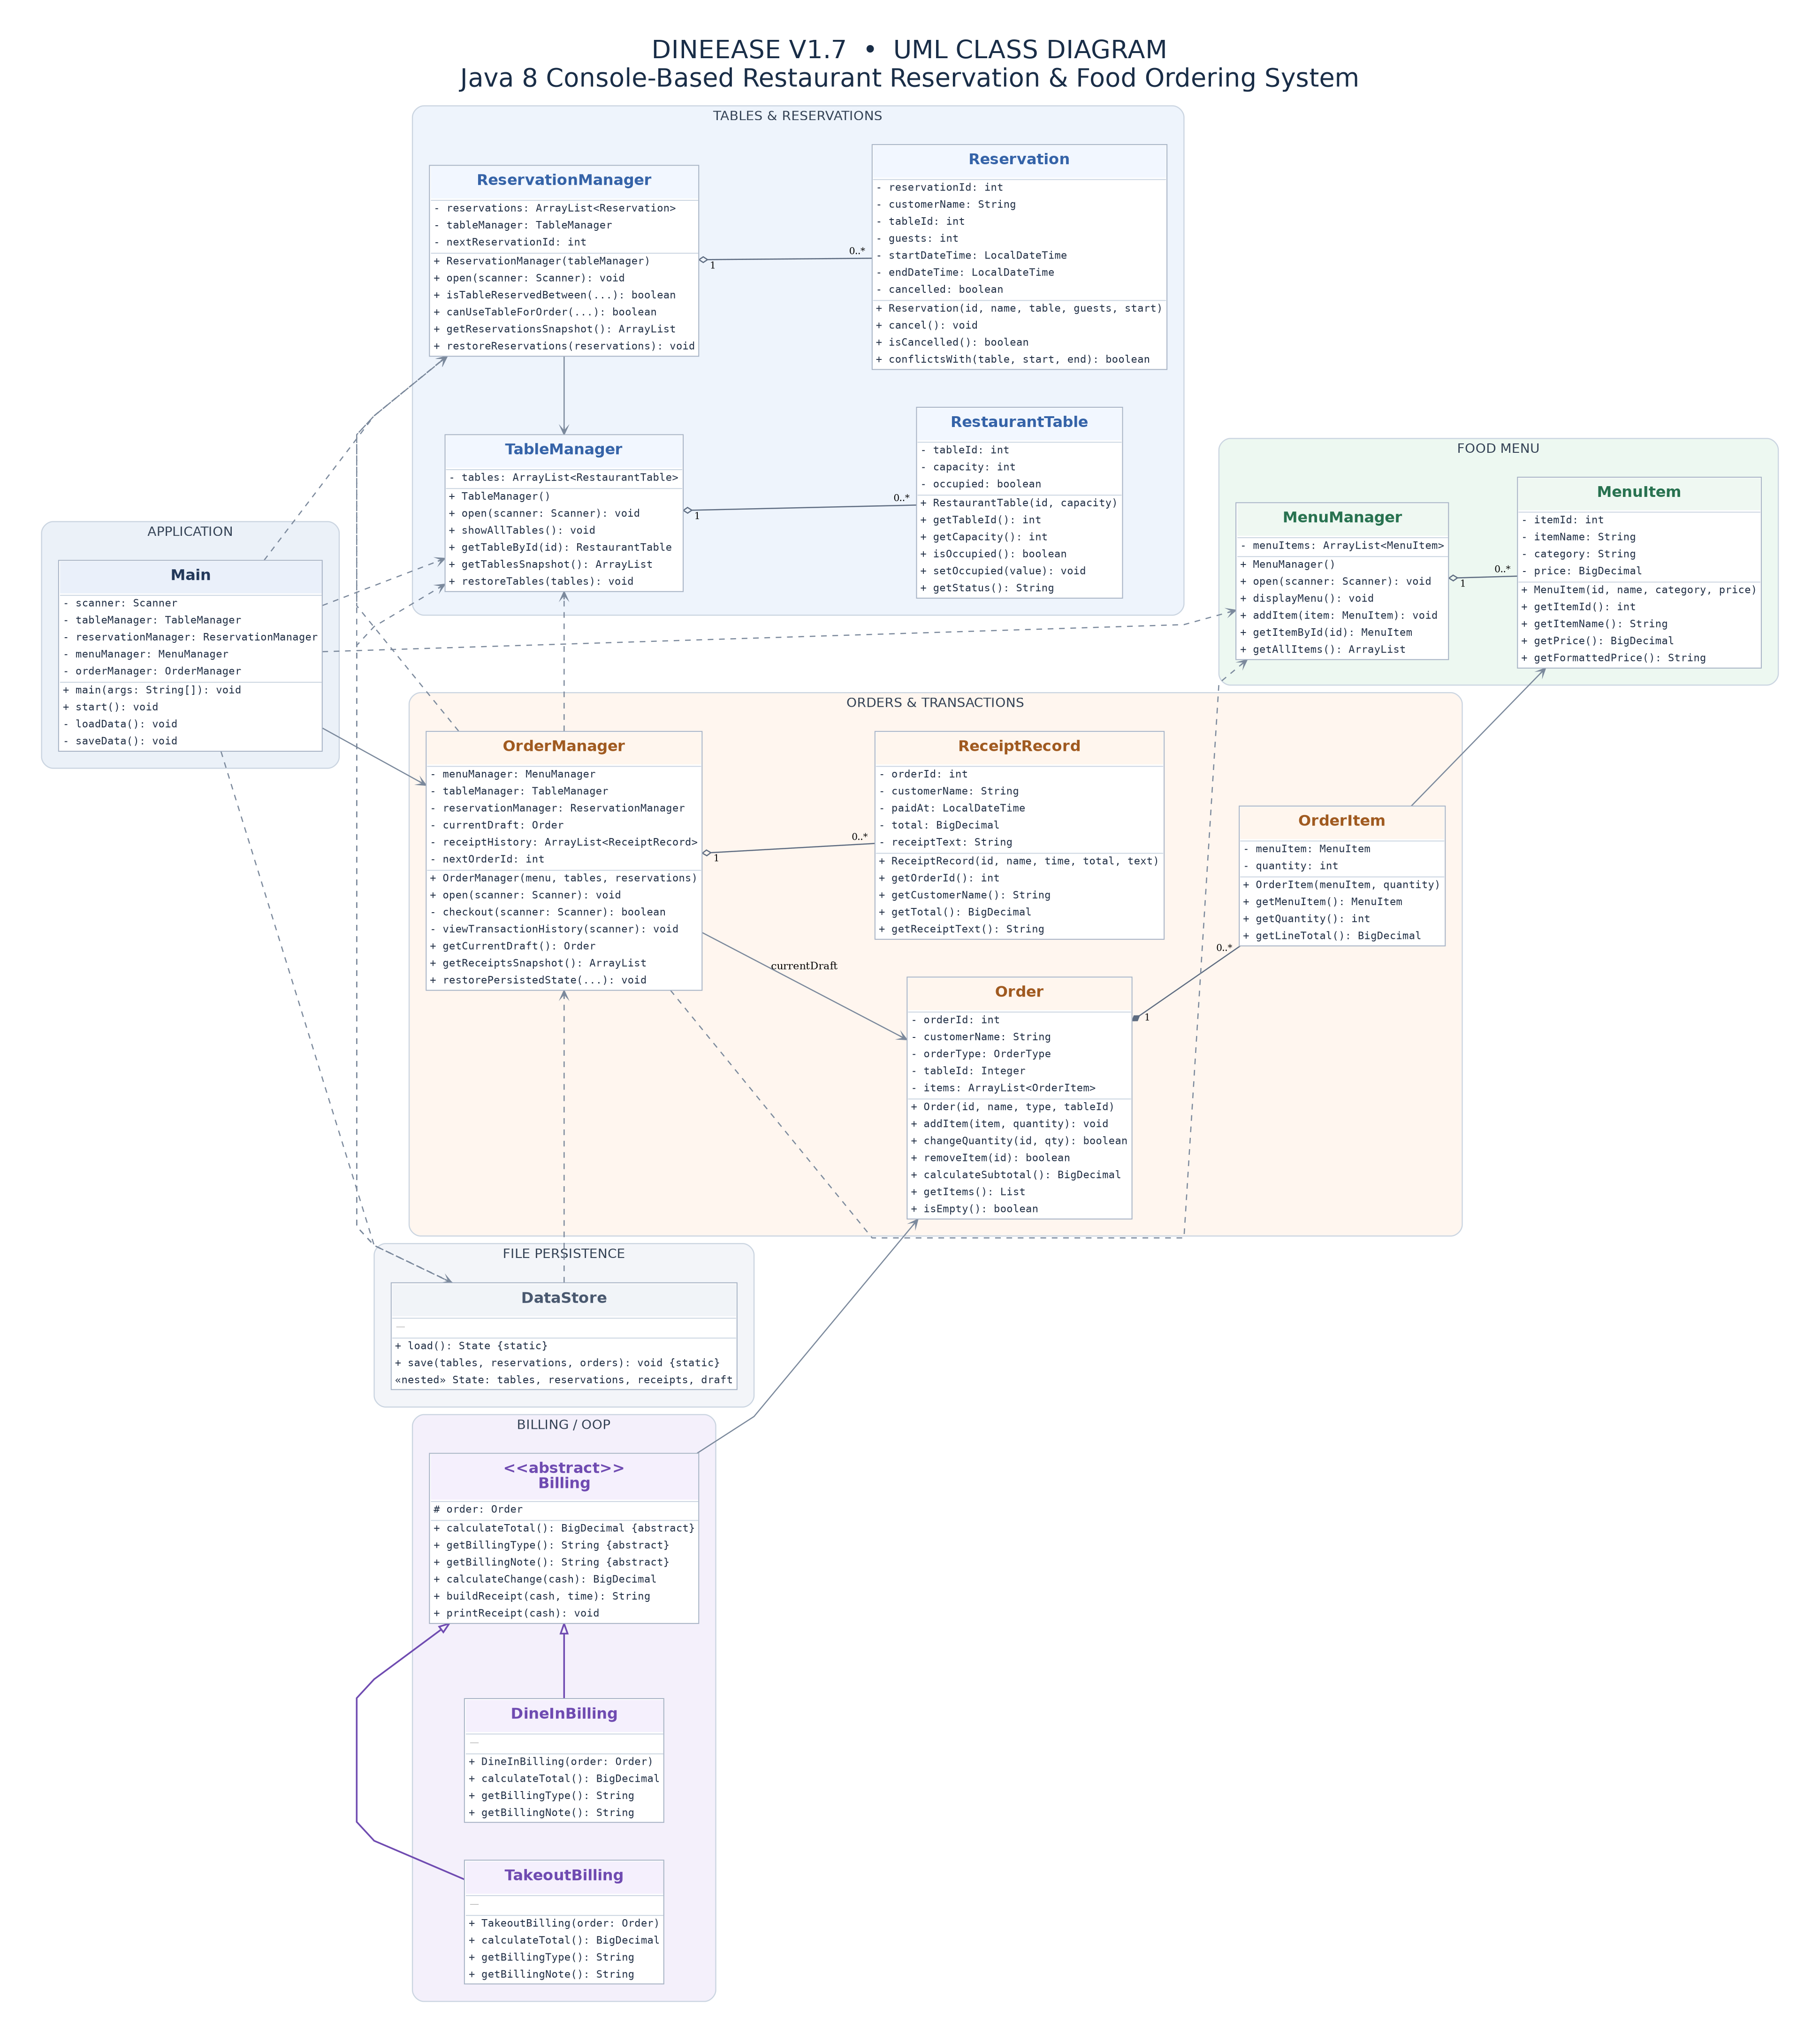 DINEEASE V1.7 • UML CLASS DIAGRAM
Java 8 Console-Based Restaurant Reservation & Food Ordering System
TABLES & RESERVATIONS
ReservationManager
- reservations: ArrayList<Reservation>
- tableManager: TableManager
- nextReservationId: int
+ ReservationManager(tableManager)
+ open(scanner: Scanner): void
+ isTableReservedBetween(...): boolean
+ canUseTableForOrder(...): boolean
+ getReservationsSnapshot(): ArrayList
+ restoreReservations(reservations): void
1
0..*
Reservation
- reservationId: int
- customerName: String
- tableId: int
- guests: int
- startDateTime: LocalDateTime
- endDateTime: LocalDateTime
- cancelled: boolean
+ Reservation(id, name, table, guests, start)
+ cancel(): void
+ isCancelled(): boolean
+ conflictsWith(table, start, end): boolean
TableManager
- tables: ArrayList<RestaurantTable>
+ TableManager()
+ open(scanner: Scanner): void
+ showAllTables(): void
+ getTableById(id): RestaurantTable
+ getTablesSnapshot(): ArrayList
+ restoreTables(tables): void
1
0..*
RestaurantTable
- tableId: int
- capacity: int
- occupied: boolean
+ RestaurantTable(id, capacity)
+ getTableId(): int
+ getCapacity(): int
+ isOccupied(): boolean
+ setOccupied(value): void
+ getStatus(): String
FOOD MENU
MenuManager
- menuItems: ArrayList<MenuItem>
+ MenuManager()
+ open(scanner: Scanner): void
+ displayMenu(): void
+ addItem(item: MenuItem): void
+ getItemById(id): MenuItem
+ getAllItems(): ArrayList
1
0..*
MenuItem
- itemId: int
- itemName: String
- category: String
- price: BigDecimal
+ MenuItem(id, name, category, price)
+ getItemId(): int
+ getItemName(): String
+ getPrice(): BigDecimal
+ getFormattedPrice(): String
APPLICATION
Main
- scanner: Scanner
- tableManager: TableManager
- reservationManager: ReservationManager
- menuManager: MenuManager
- orderManager: OrderManager
+ main(args: String[]): void
+ start(): void
- loadData(): void
- saveData(): void
ORDERS & TRANSACTIONS
OrderManager
- menuManager: MenuManager
- tableManager: TableManager
- reservationManager: ReservationManager
- currentDraft: Order
- receiptHistory: ArrayList<ReceiptRecord>
- nextOrderId: int
+ OrderManager(menu, tables, reservations)
+ open(scanner: Scanner): void
- checkout(scanner: Scanner): boolean
- viewTransactionHistory(scanner): void
+ getCurrentDraft(): Order
+ getReceiptsSnapshot(): ArrayList
+ restorePersistedState(...): void
1
0..*
currentDraft
ReceiptRecord
- orderId: int
- customerName: String
- paidAt: LocalDateTime
- total: BigDecimal
- receiptText: String
+ ReceiptRecord(id, name, time, total, text)
+ getOrderId(): int
+ getCustomerName(): String
+ getTotal(): BigDecimal
+ getReceiptText(): String
OrderItem
- menuItem: MenuItem
- quantity: int
+ OrderItem(menuItem, quantity)
+ getMenuItem(): MenuItem
+ getQuantity(): int
+ getLineTotal(): BigDecimal
0..*
1
Order
- orderId: int
- customerName: String
- orderType: OrderType
- tableId: Integer
- items: ArrayList<OrderItem>
+ Order(id, name, type, tableId)
+ addItem(item, quantity): void
+ changeQuantity(id, qty): boolean
+ removeItem(id): boolean
+ calculateSubtotal(): BigDecimal
+ getItems(): List
+ isEmpty(): boolean
FILE PERSISTENCE
DataStore
—
+ load(): State {static}
+ save(tables, reservations, orders): void {static}
«nested» State: tables, reservations, receipts, draft
BILLING / OOP
<<abstract>>
Billing
# order: Order
+ calculateTotal(): BigDecimal {abstract}
+ getBillingType(): String {abstract}
+ getBillingNote(): String {abstract}
+ calculateChange(cash): BigDecimal
+ buildReceipt(cash, time): String
+ printReceipt(cash): void
DineInBilling
—
+ DineInBilling(order: Order)
+ calculateTotal(): BigDecimal
+ getBillingType(): String
+ getBillingNote(): String
TakeoutBilling
—
+ TakeoutBilling(order: Order)
+ calculateTotal(): BigDecimal
+ getBillingType(): String
+ getBillingNote(): String